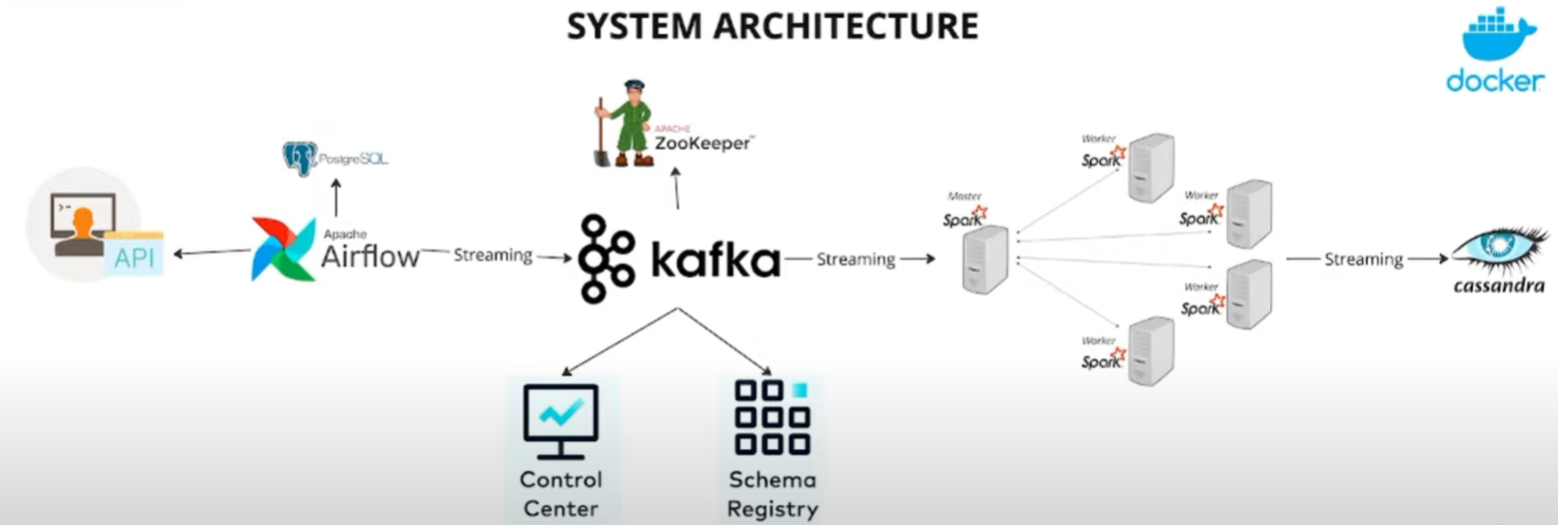 SYSTEM ARCHITECTURE
docker
PostgreSQL
APACHE
ZooKeeper™
API
Apache
Airflow
Streaming
kafka
Streaming
Master
Spark
Worker
Spark
Worker
Spark
Worker
Spark
Worker
Spark
Streaming
cassandra
Control
Center
Schema
Registry